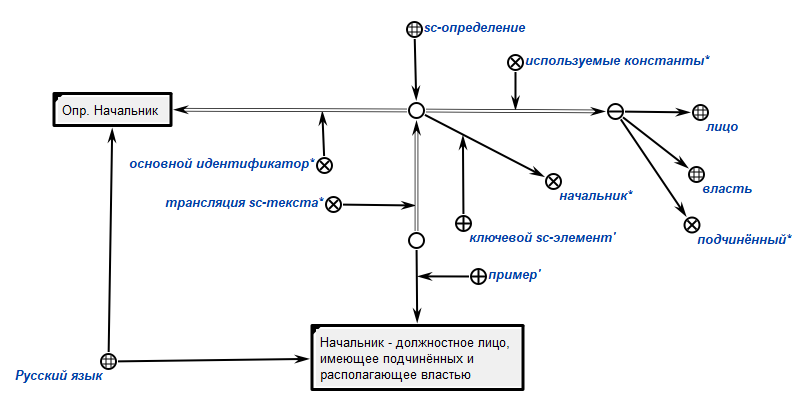 sc-определение
используемые константы*
Опр. Начальник
лицо
основной идентификатор*
власть
начальник*
трансляция sc-текста*
ключевой sc-элемент'
подчинённый*
пример'
Начальник - должностное лицо,
имеющее подчинённых и
располагающее властью
Русский язык